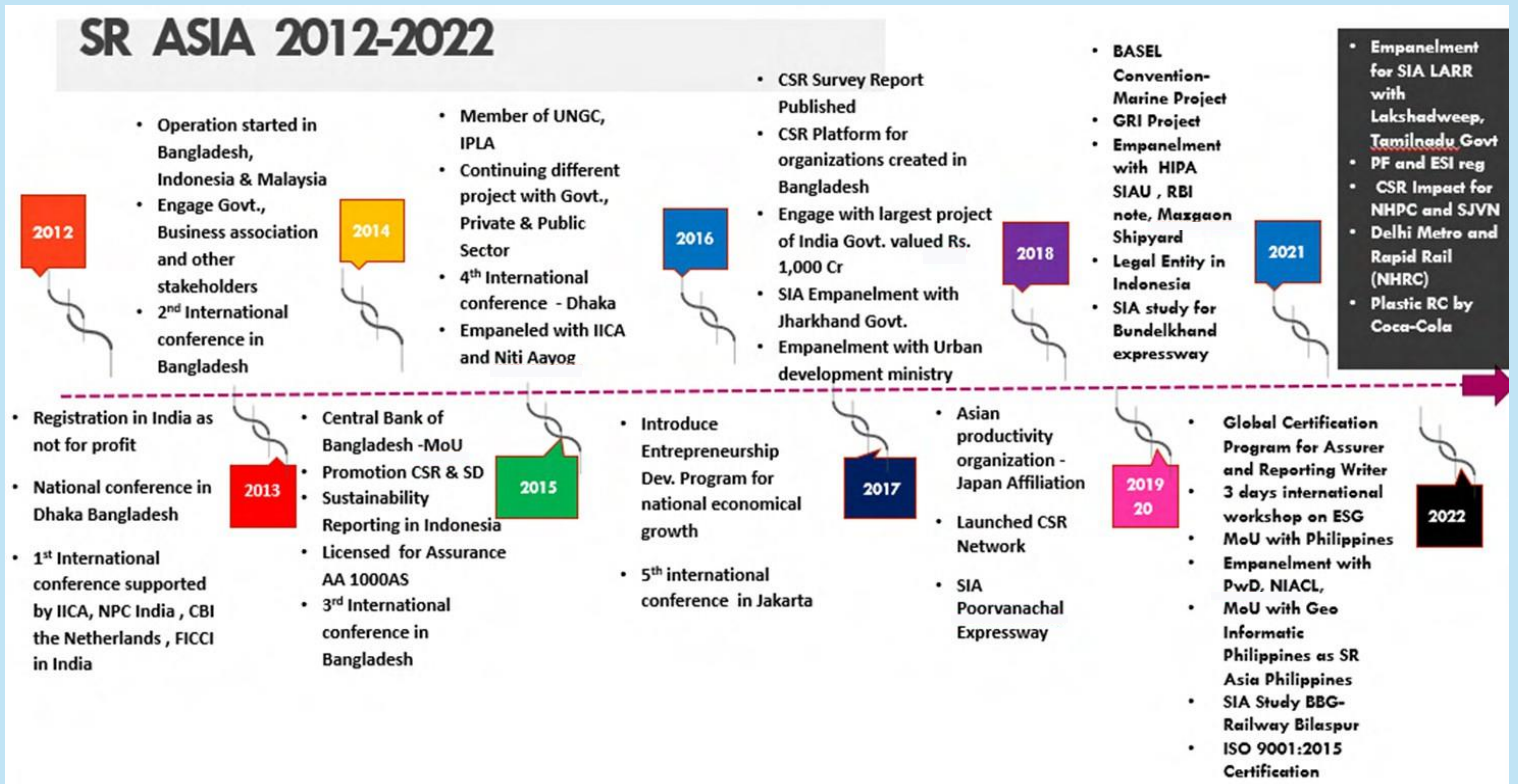 SR ASIA 2012-2022
2012
• Operation started in
Bangladesh,
Indonesia & Malaysia
• Engage Govt.,
Business association
and other
stakeholders
• 2nd International
conference in
Bangladesh
2014
• Member of UNGC,
IPLA
• Continuing different
project with Govt.,
Private & Public
Sector
• 4th International
conference - Dhaka
• Empaneled with IICA
and Niti Aayog
2016
• CSR Survey Report
Published
• CSR Platform for
organizations created in
Bangladesh
• Engage with largest project
of India Govt. valued Rs.
1,000 Cr
• SIA Empanelment with
Jharkhand Govt.
• Empanelment with Urban
development ministry
2018
• BASEL
Convention-
Marine Project
• GRI Project
• Empanelment
with HIPA
SIAU , RBI
note, Mazgaon
Shipyard
• Legal Entity in
Indonesia
• SIA study for
Bundelkhand
expressway
2021
• Empanelment
for SIA LARR
with
Lakshadweep,
Tamilnadu Govt
• PF and ESI reg
• CSR Impact for
NHPC and SJVN
• Delhi Metro and
Rapid Rail
(NHRC)
• Plastic RC by
Coca-Cola
• Registration in India as
not for profit
• National conference in
Dhaka Bangladesh
• 1st International
conference supported
by IICA, NPC India , CBI
the Netherlands , FICCI
in India
2013
• Central Bank of
Bangladesh -MoU
• Promotion CSR & SD
• Sustainability
Reporting in Indonesia
• Licensed for Assurance
AA 1000AS
• 3rd International
conference in
Bangladesh
2015
• Introduce
Entrepreneurship
Dev. Program for
national economical
growth
• 5th international
conference in Jakarta
2017
• Asian
productivity
organization -
Japan Affiliation
• Launched CSR
Network
• SIA
Poorvanachal
Expressway
2019
20
• Global Certification
Program for Assurer
and Reporting Writer
• 3 days international
workshop on ESG
• MoU with Philippines
• Empanelment with
PwD, NIACL,
• MoU with Geo
Informatic
Philippines as SR
Asia Philippines
• SIA Study BBG-
Railway Bilaspur
• ISO 9001:2015
Certification
2022